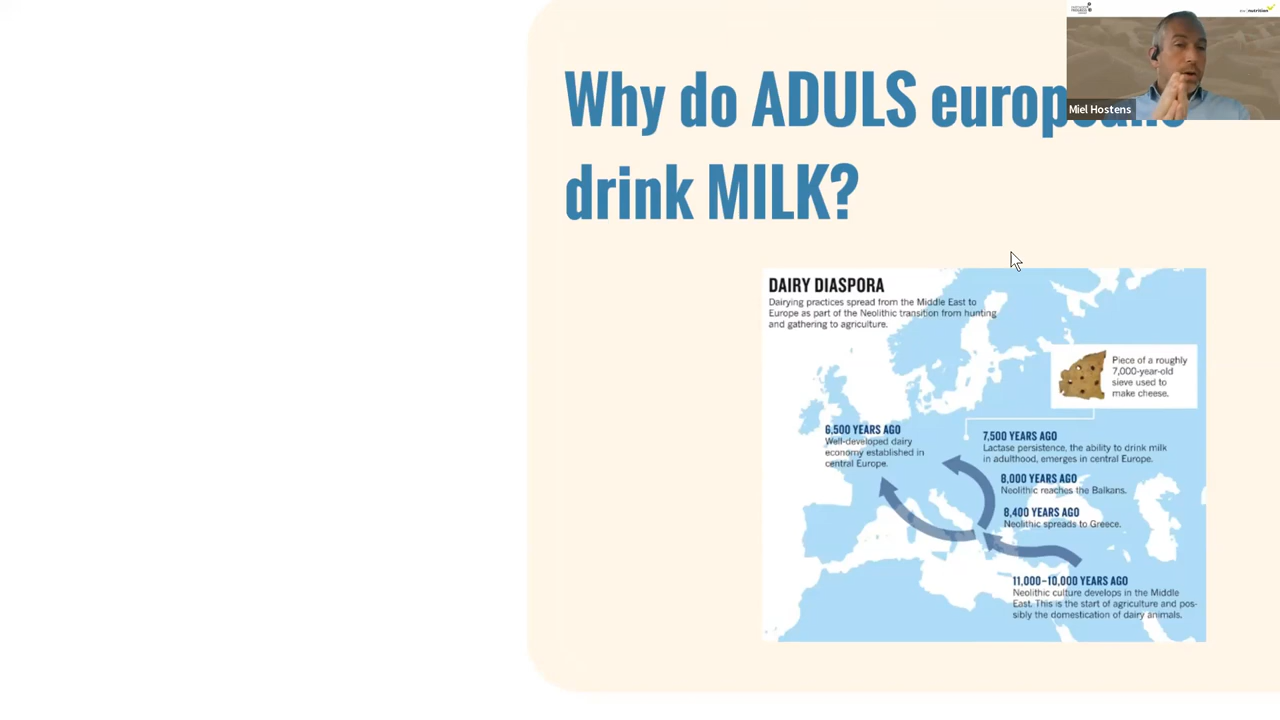 Why do ADULS europ
drink MILK?
nutrition
Miel Hostens
DAIRY DIASPORA
Dairying practices spread from the Middle East to
Europe as part of the Neolithic transition from hunting
and gathering to agriculture.
Piece of a roughly
7,000-year-old
sieve used to
make cheese.
6,500 YEARS AGO
Well-developed dairy
economy established in
central Europe.
7,500 YEARS AGO
Lactase persistence, the ability to drink milk
in adulthood, emerges in central Europe.
8,000 YEARS AGO
Neolithic reaches the Balkans.
8,400 YEARS AGO
Neolithic spreads to Greece.
11,000–10,000 YEARS AGO
Neolithic culture develops in the Middle
East. This is the start of agriculture and pos-
sibly the domestication of dairy animals.